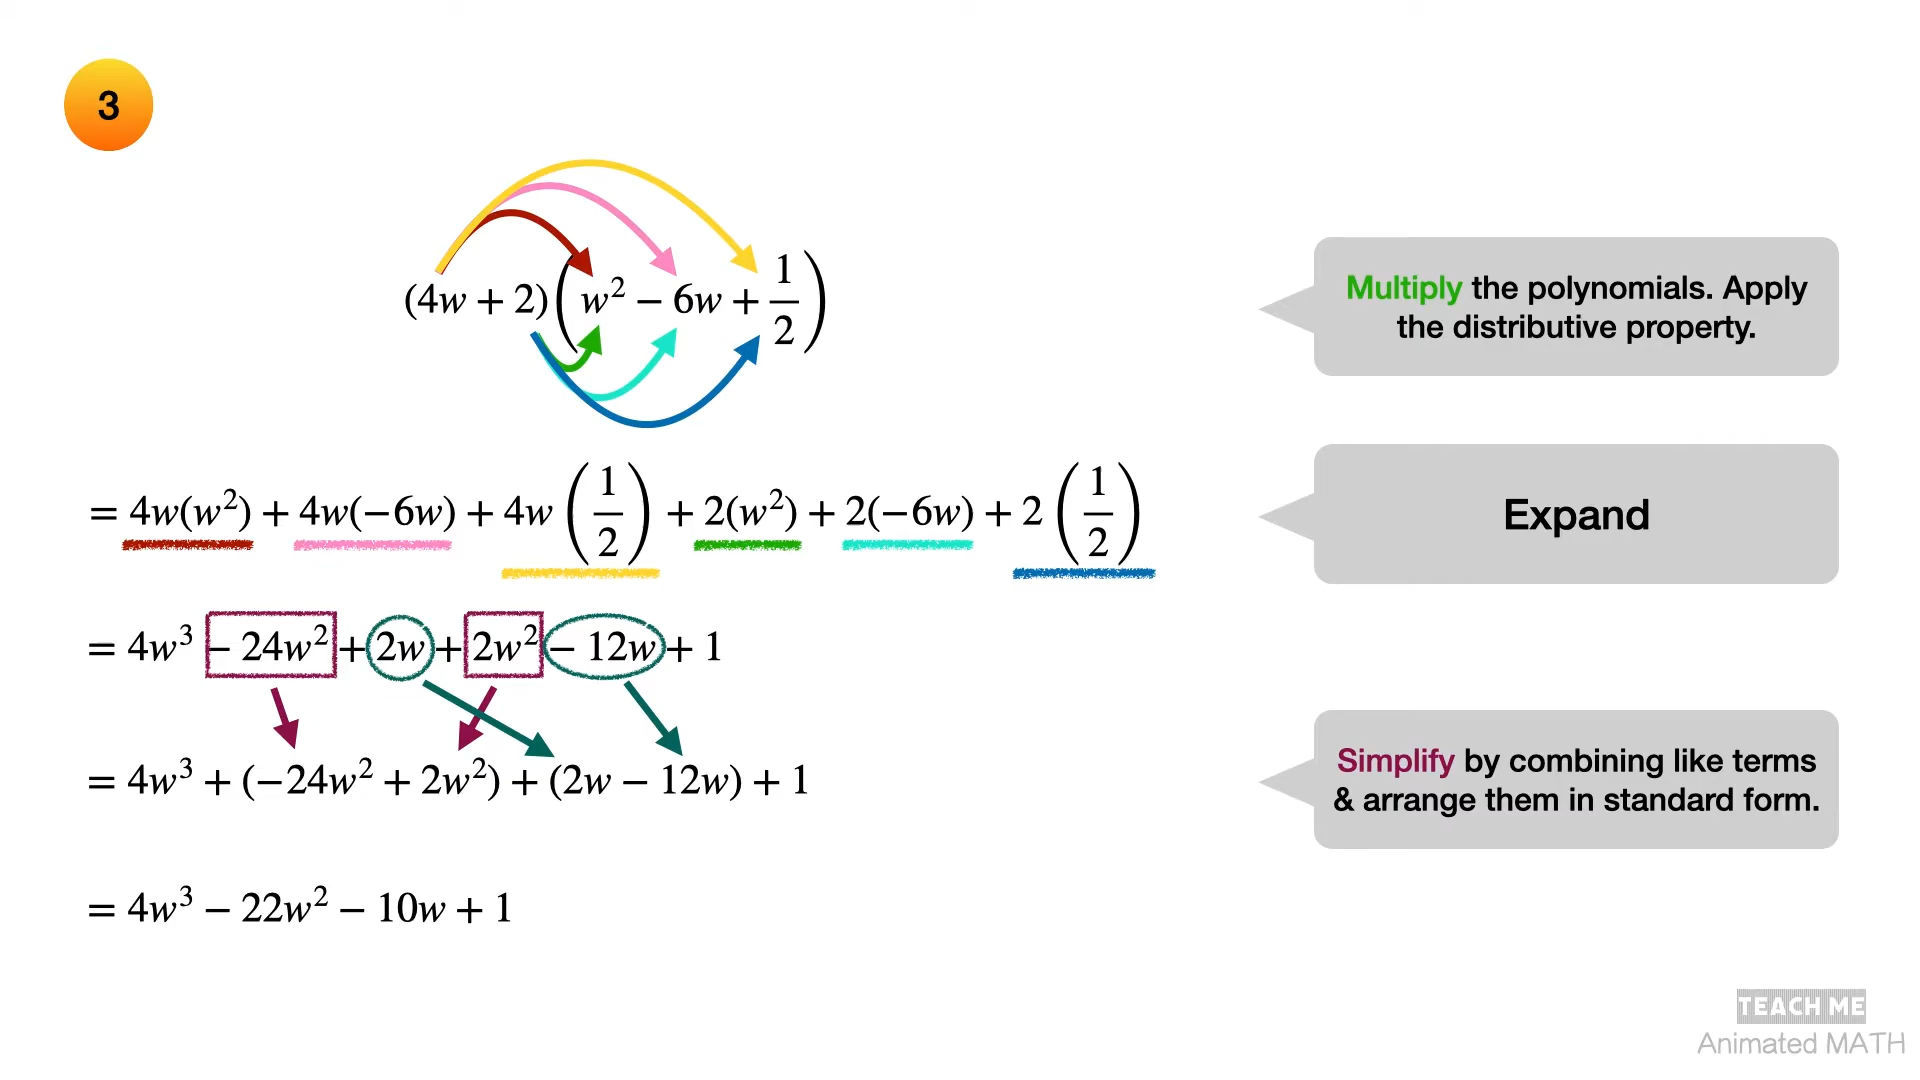 3
(4w + 2)(w² − 6w + 1/2)
Multiply the polynomials. Apply
the distributive property.
= 4w(w²) + 4w(−6w) + 4w(1/2) + 2(w²) + 2(−6w) + 2(1/2)
Expand
= 4w³ − 24w² + 2w + 2w² − 12w + 1
= 4w³ + (−24w² + 2w²) + (2w − 12w) + 1
Simplify by combining like terms
& arrange them in standard form.
= 4w³ − 22w² − 10w + 1
TEACH ME
Animated MATH